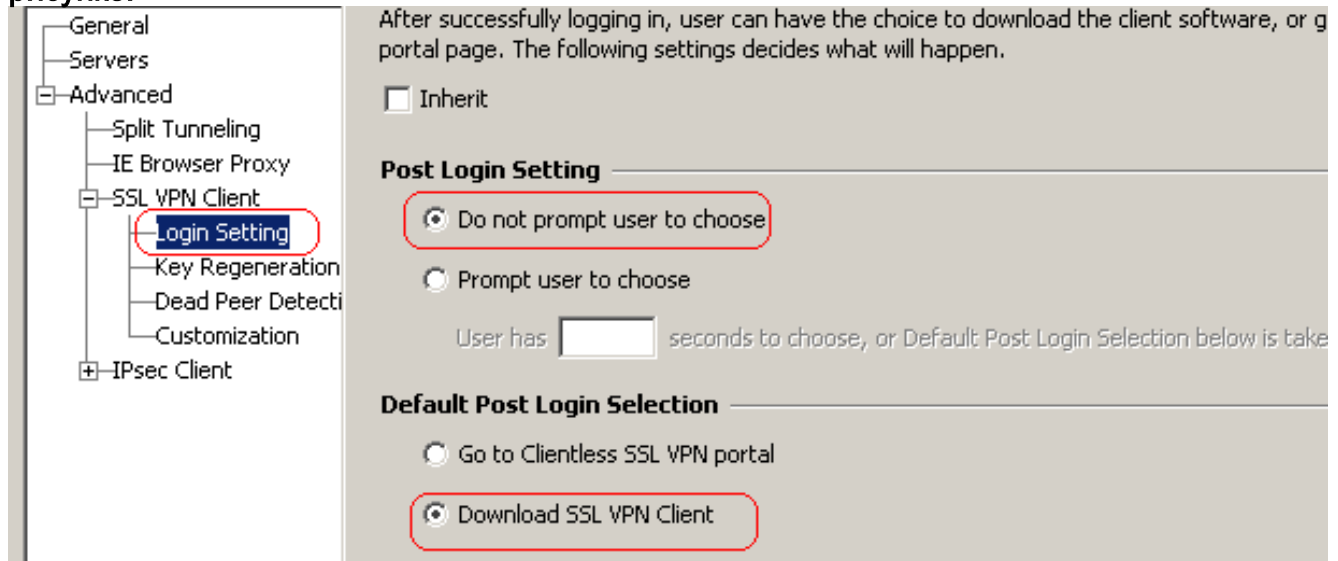 General
Servers
Advanced
Split Tunneling
IE Browser Proxy
SSL VPN Client
Login Setting
Key Regeneration
Dead Peer Detecti
Customization
IPsec Client
After successfully logging in, user can have the choice to download the client software, or g
portal page. The following settings decides what will happen.
Inherit
Post Login Setting
Do not prompt user to choose
Prompt user to choose
User has seconds to choose, or Default Post Login Selection below is take
Default Post Login Selection
Go to Clientless SSL VPN portal
Download SSL VPN Client